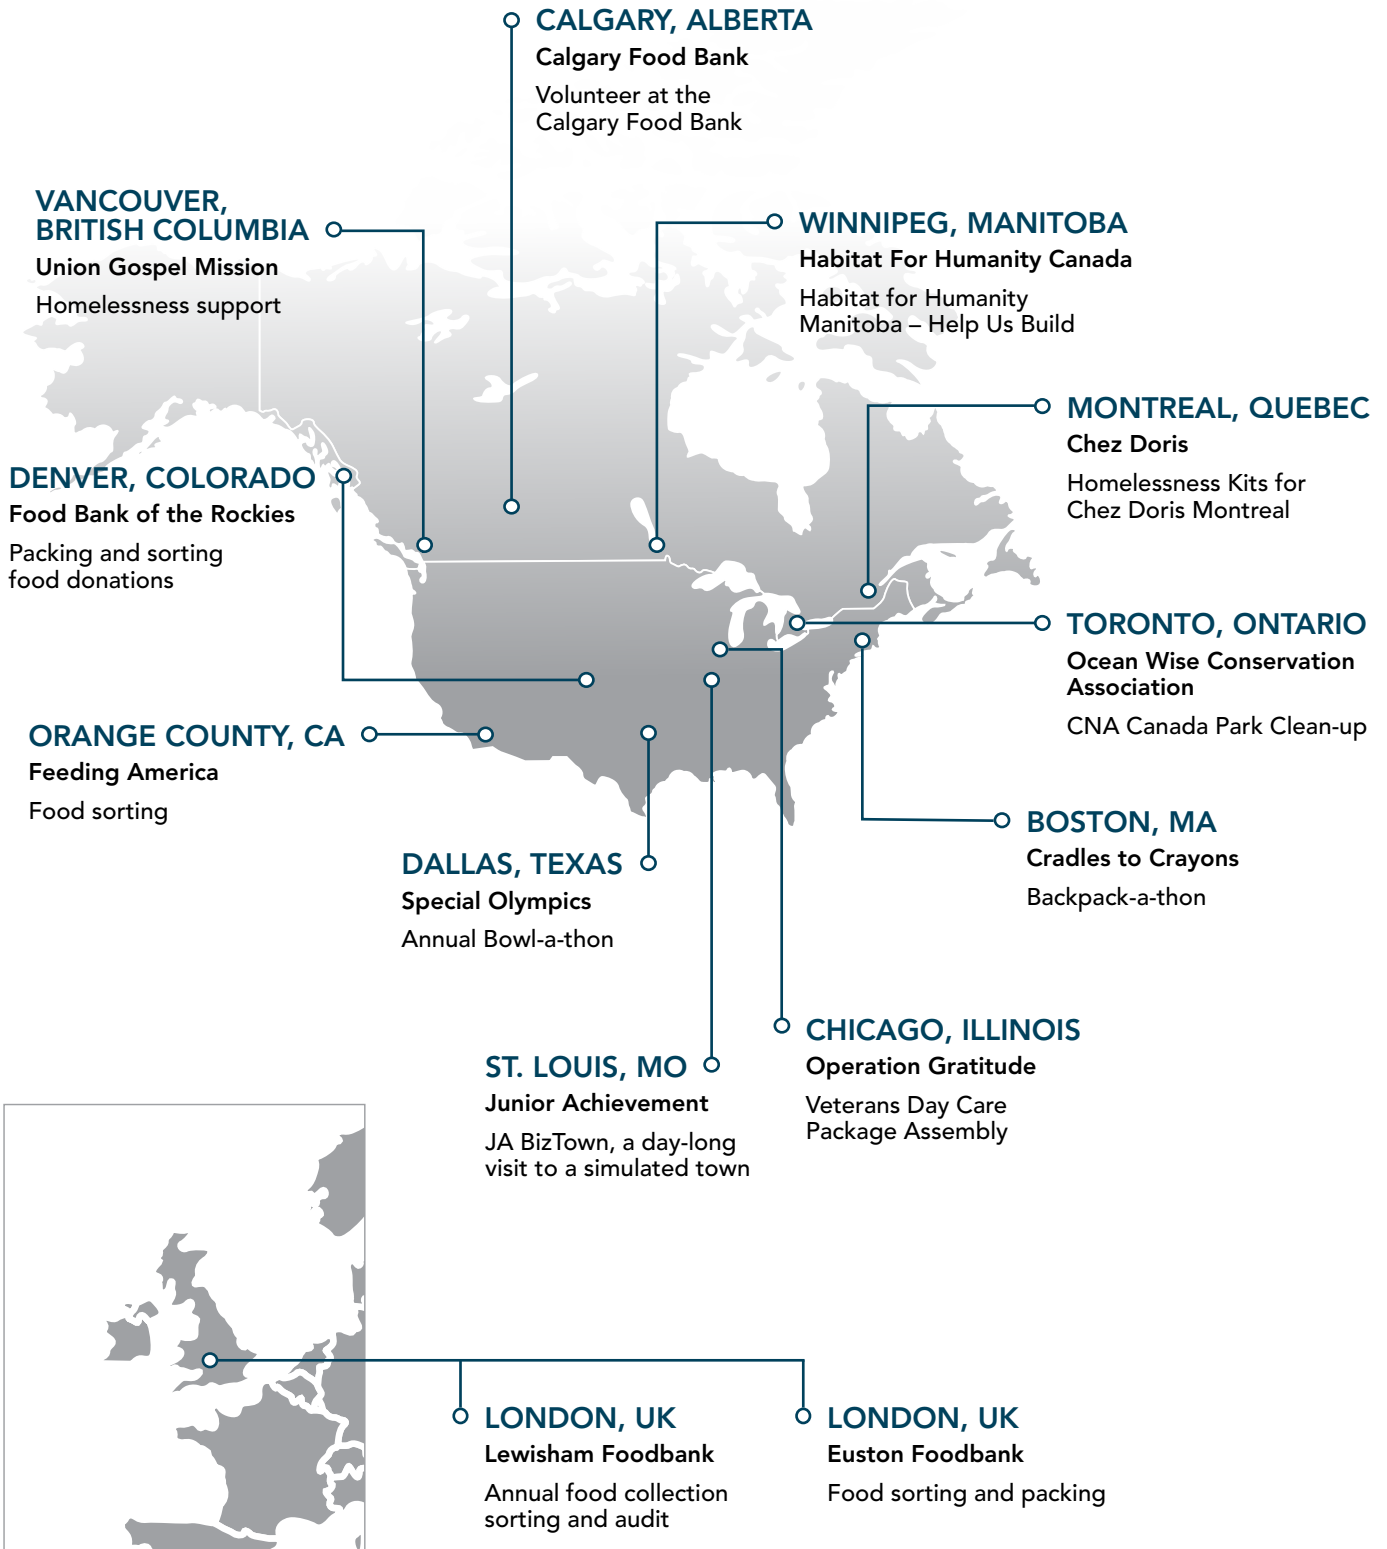 CALGARY, ALBERTA
Calgary Food Bank
Volunteer at the
Calgary Food Bank
VANCOUVER,
BRITISH COLUMBIA
Union Gospel Mission
Homelessness support
WINNIPEG, MANITOBA
Habitat For Humanity Canada
Habitat for Humanity
Manitoba – Help Us Build
MONTREAL, QUEBEC
Chez Doris
Homelessness Kits for
Chez Doris Montreal
DENVER, COLORADO
Food Bank of the Rockies
Packing and sorting
food donations
TORONTO, ONTARIO
Ocean Wise Conservation
Association
CNA Canada Park Clean-up
ORANGE COUNTY, CA
Feeding America
Food sorting
BOSTON, MA
Cradles to Crayons
Backpack-a-thon
DALLAS, TEXAS
Special Olympics
Annual Bowl-a-thon
CHICAGO, ILLINOIS
Operation Gratitude
Veterans Day Care
Package Assembly
ST. LOUIS, MO
Junior Achievement
JA BizTown, a day-long
visit to a simulated town
LONDON, UK
Lewisham Foodbank
Annual food collection
sorting and audit
LONDON, UK
Euston Foodbank
Food sorting and packing